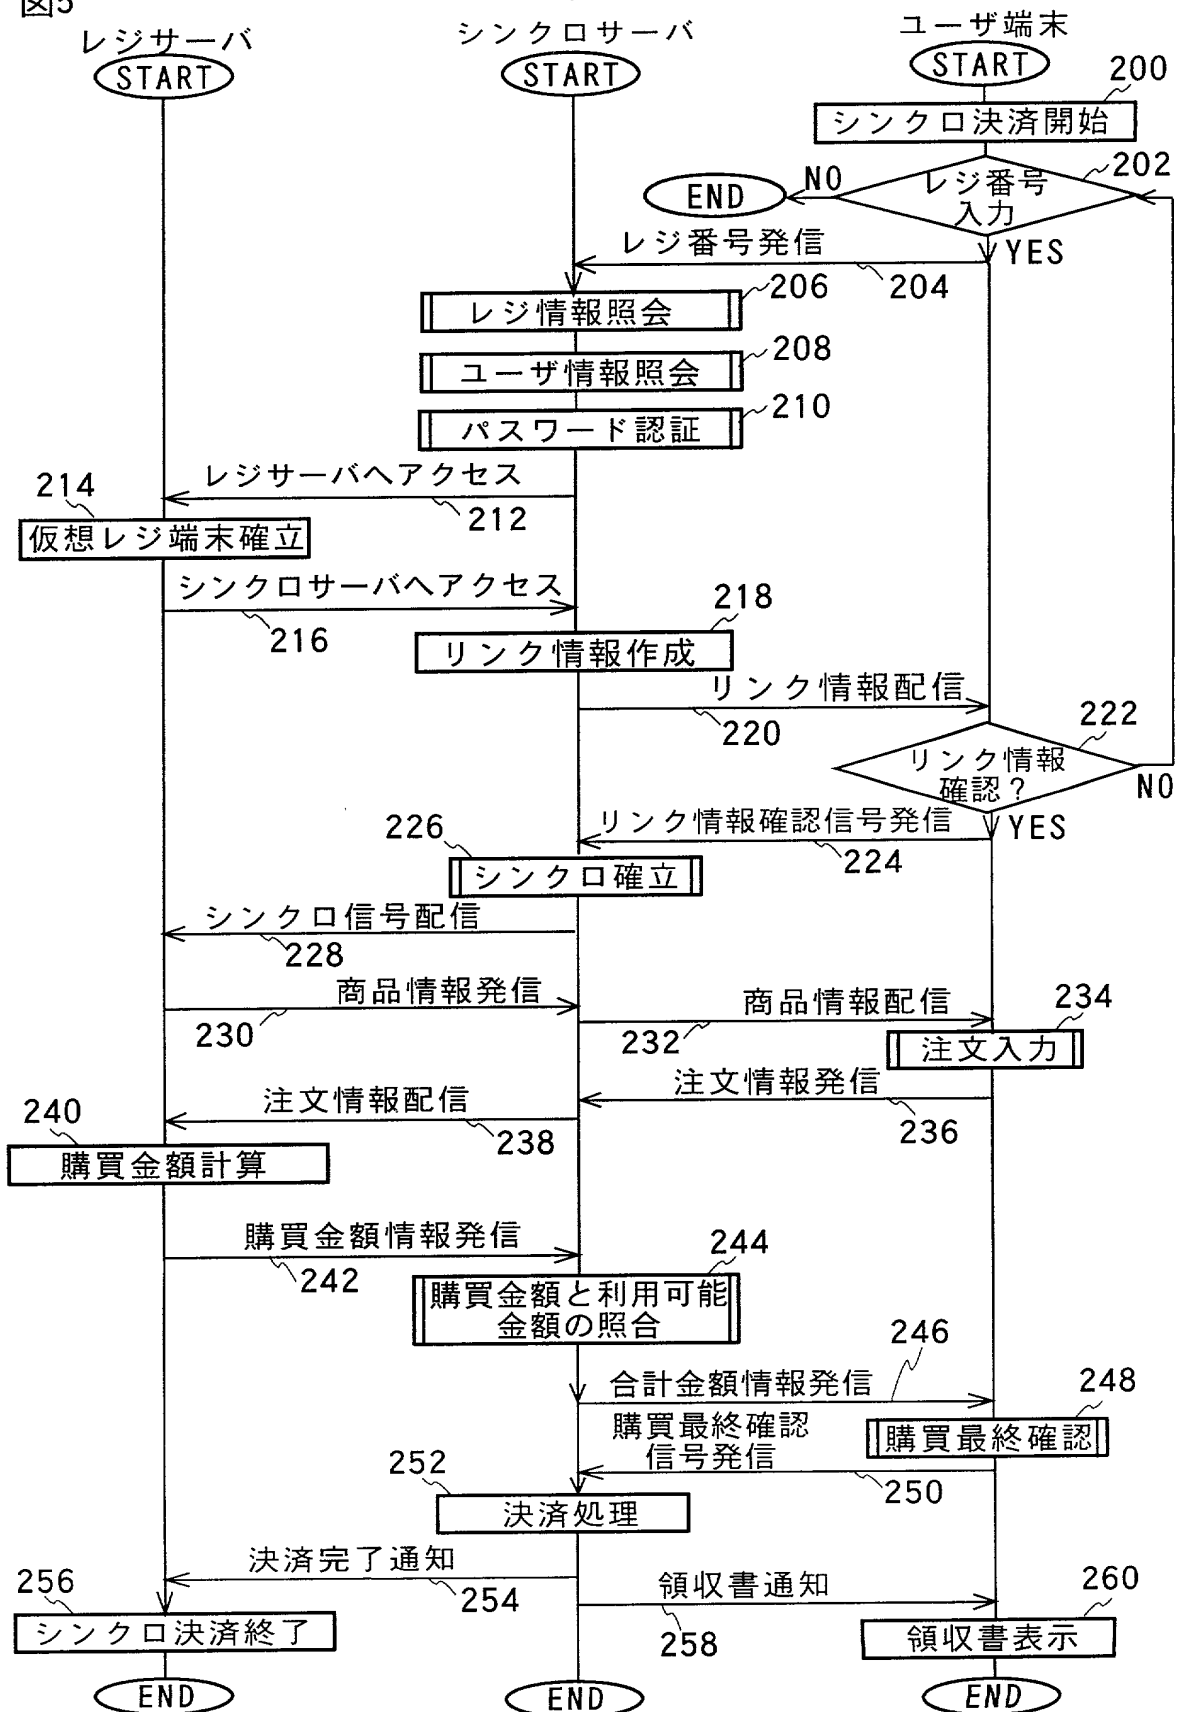 図5
レジサーバ
シンクロサーバ
ユーザ端末
START
START
START
200
シンクロ決済開始
202
レジ番号
入力
NO
END
YES
レジ番号発信
204
206
レジ情報照会
208
ユーザ情報照会
210
パスワード認証
レジサーバへアクセス
212
214
仮想レジ端末確立
シンクロサーバへアクセス
216
218
リンク情報作成
リンク情報配信
220
222
リンク情報
確認?
NO
YES
リンク情報確認信号発信
224
226
シンクロ確立
シンクロ信号配信
228
商品情報発信
230
商品情報配信
232
234
注文入力
注文情報発信
236
注文情報配信
238
240
購買金額計算
購買金額情報発信
242
244
購買金額と利用可能
金額の照合
246
合計金額情報発信
248
購買最終確認
購買最終確認
信号発信
250
252
決済処理
決済完了通知
254
256
シンクロ決済終了
領収書通知
258
260
領収書表示
END
END
END